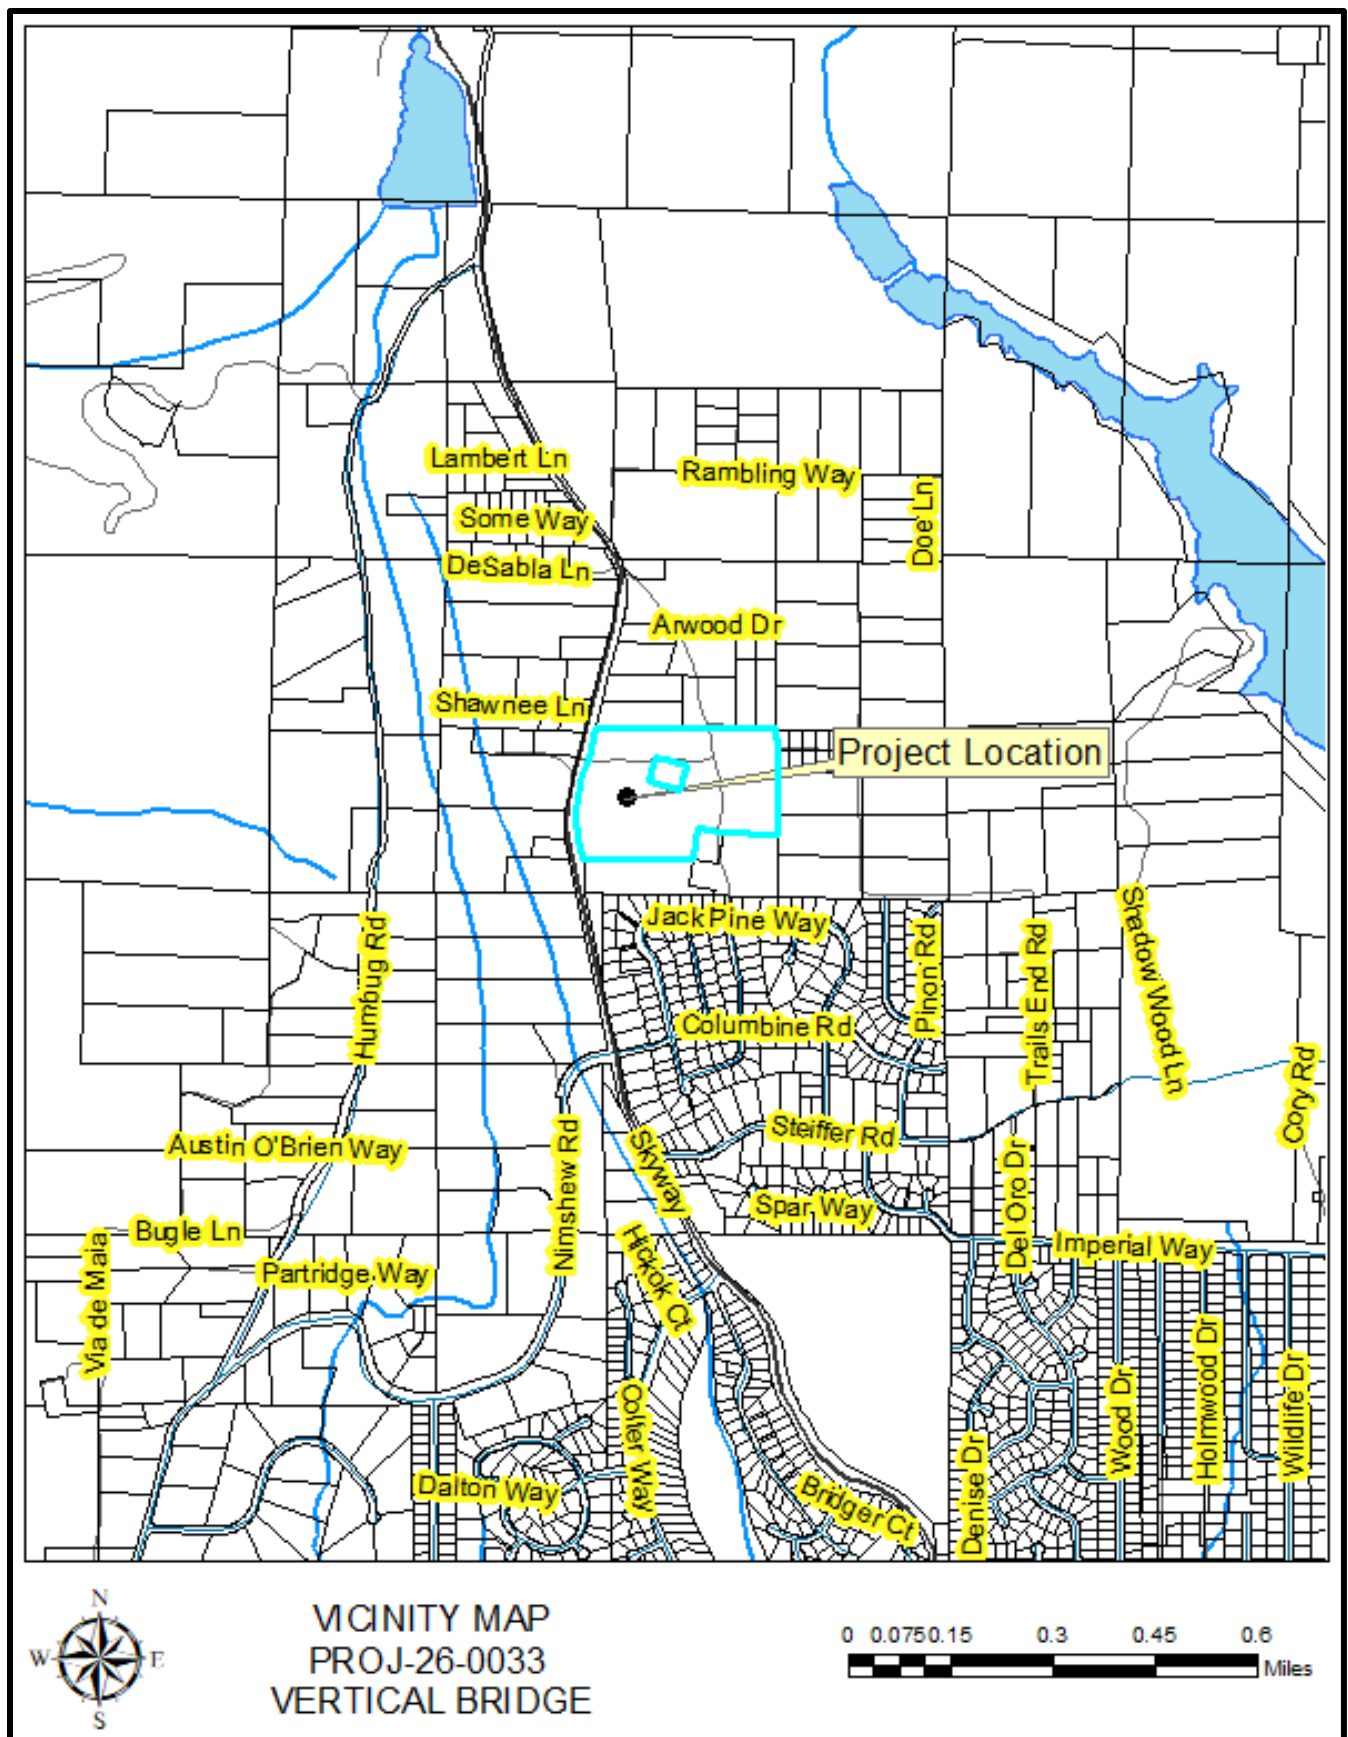 Lambert Ln
Rambling Way
Some Way
Doe Ln
DeSabla Ln
Arwood Dr
Shawnee Ln
Project Location
Jack Pine Way
Humbug Rd
Pinon Rd
Trails End Rd
Shadow Wood Ln
Columbine Rd
Cory Rd
Steiffer Rd
Austin O'Brien Way
Nimshew Rd
Skyway
Del Oro Dr
Spar Way
Bugle Ln
Imperial Way
Via de Maia
Partridge Way
Hickok Ct
Holmwood Dr
Wood Dr
Wildlife Dr
Colter Way
Dalton Way
Bridger Ct
Denise Dr
N
W E
S
VICINITY MAP
PROJ-26-0033
VERTICAL BRIDGE
0 0.075 0.15 0.3 0.45 0.6
Miles